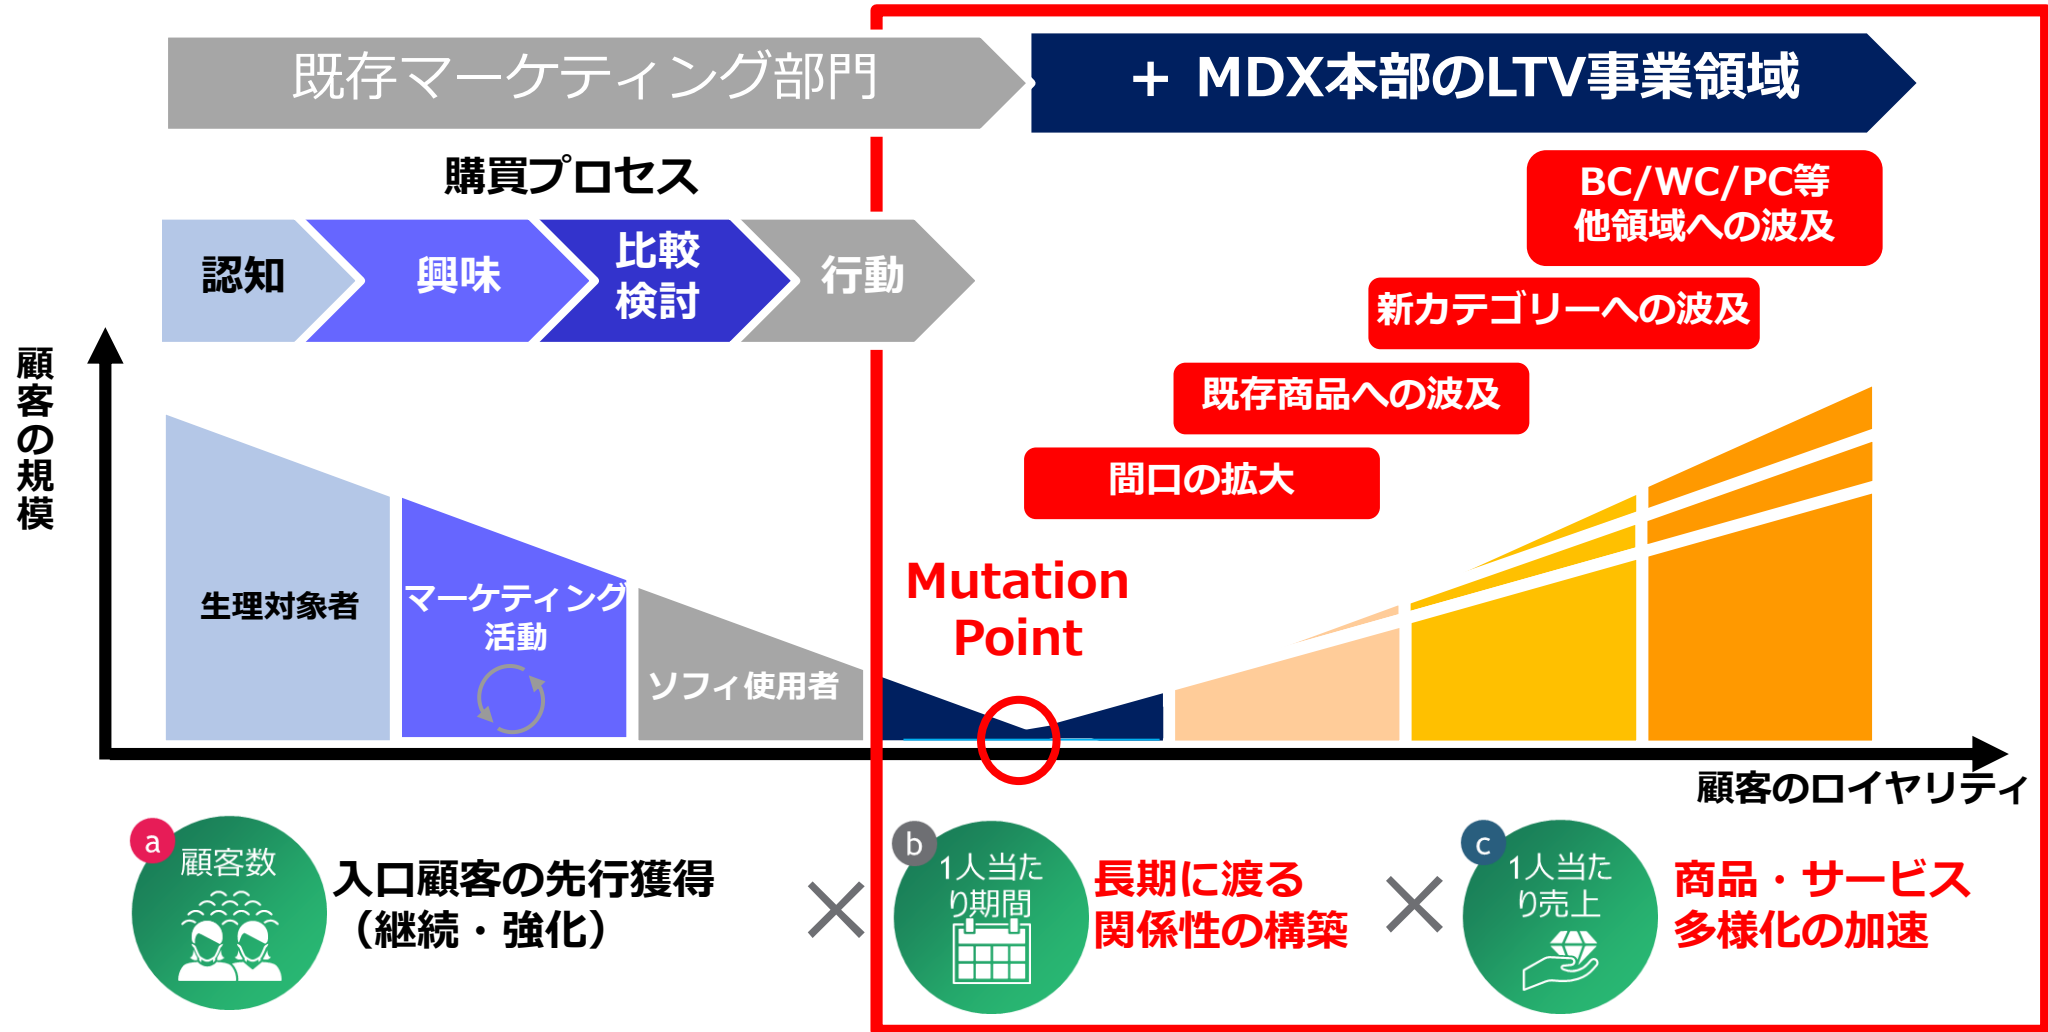 既存マーケティング部門
+ MDX本部のLTV事業領域
購買プロセス
認知
興味
比較
検討
行動
BC/WC/PC等
他領域への波及
新カテゴリーへの波及
既存商品への波及
間口の拡大
顧客の規模
生理対象者
マーケティング
活動
ソフィ使用者
Mutation
Point
顧客のロイヤリティ
a
顧客数
入口顧客の先行獲得
（継続・強化）
×
b
1人当た
り期間
長期に渡る
関係性の構築
×
c
1人当た
り売上
商品・サービス
多様化の加速